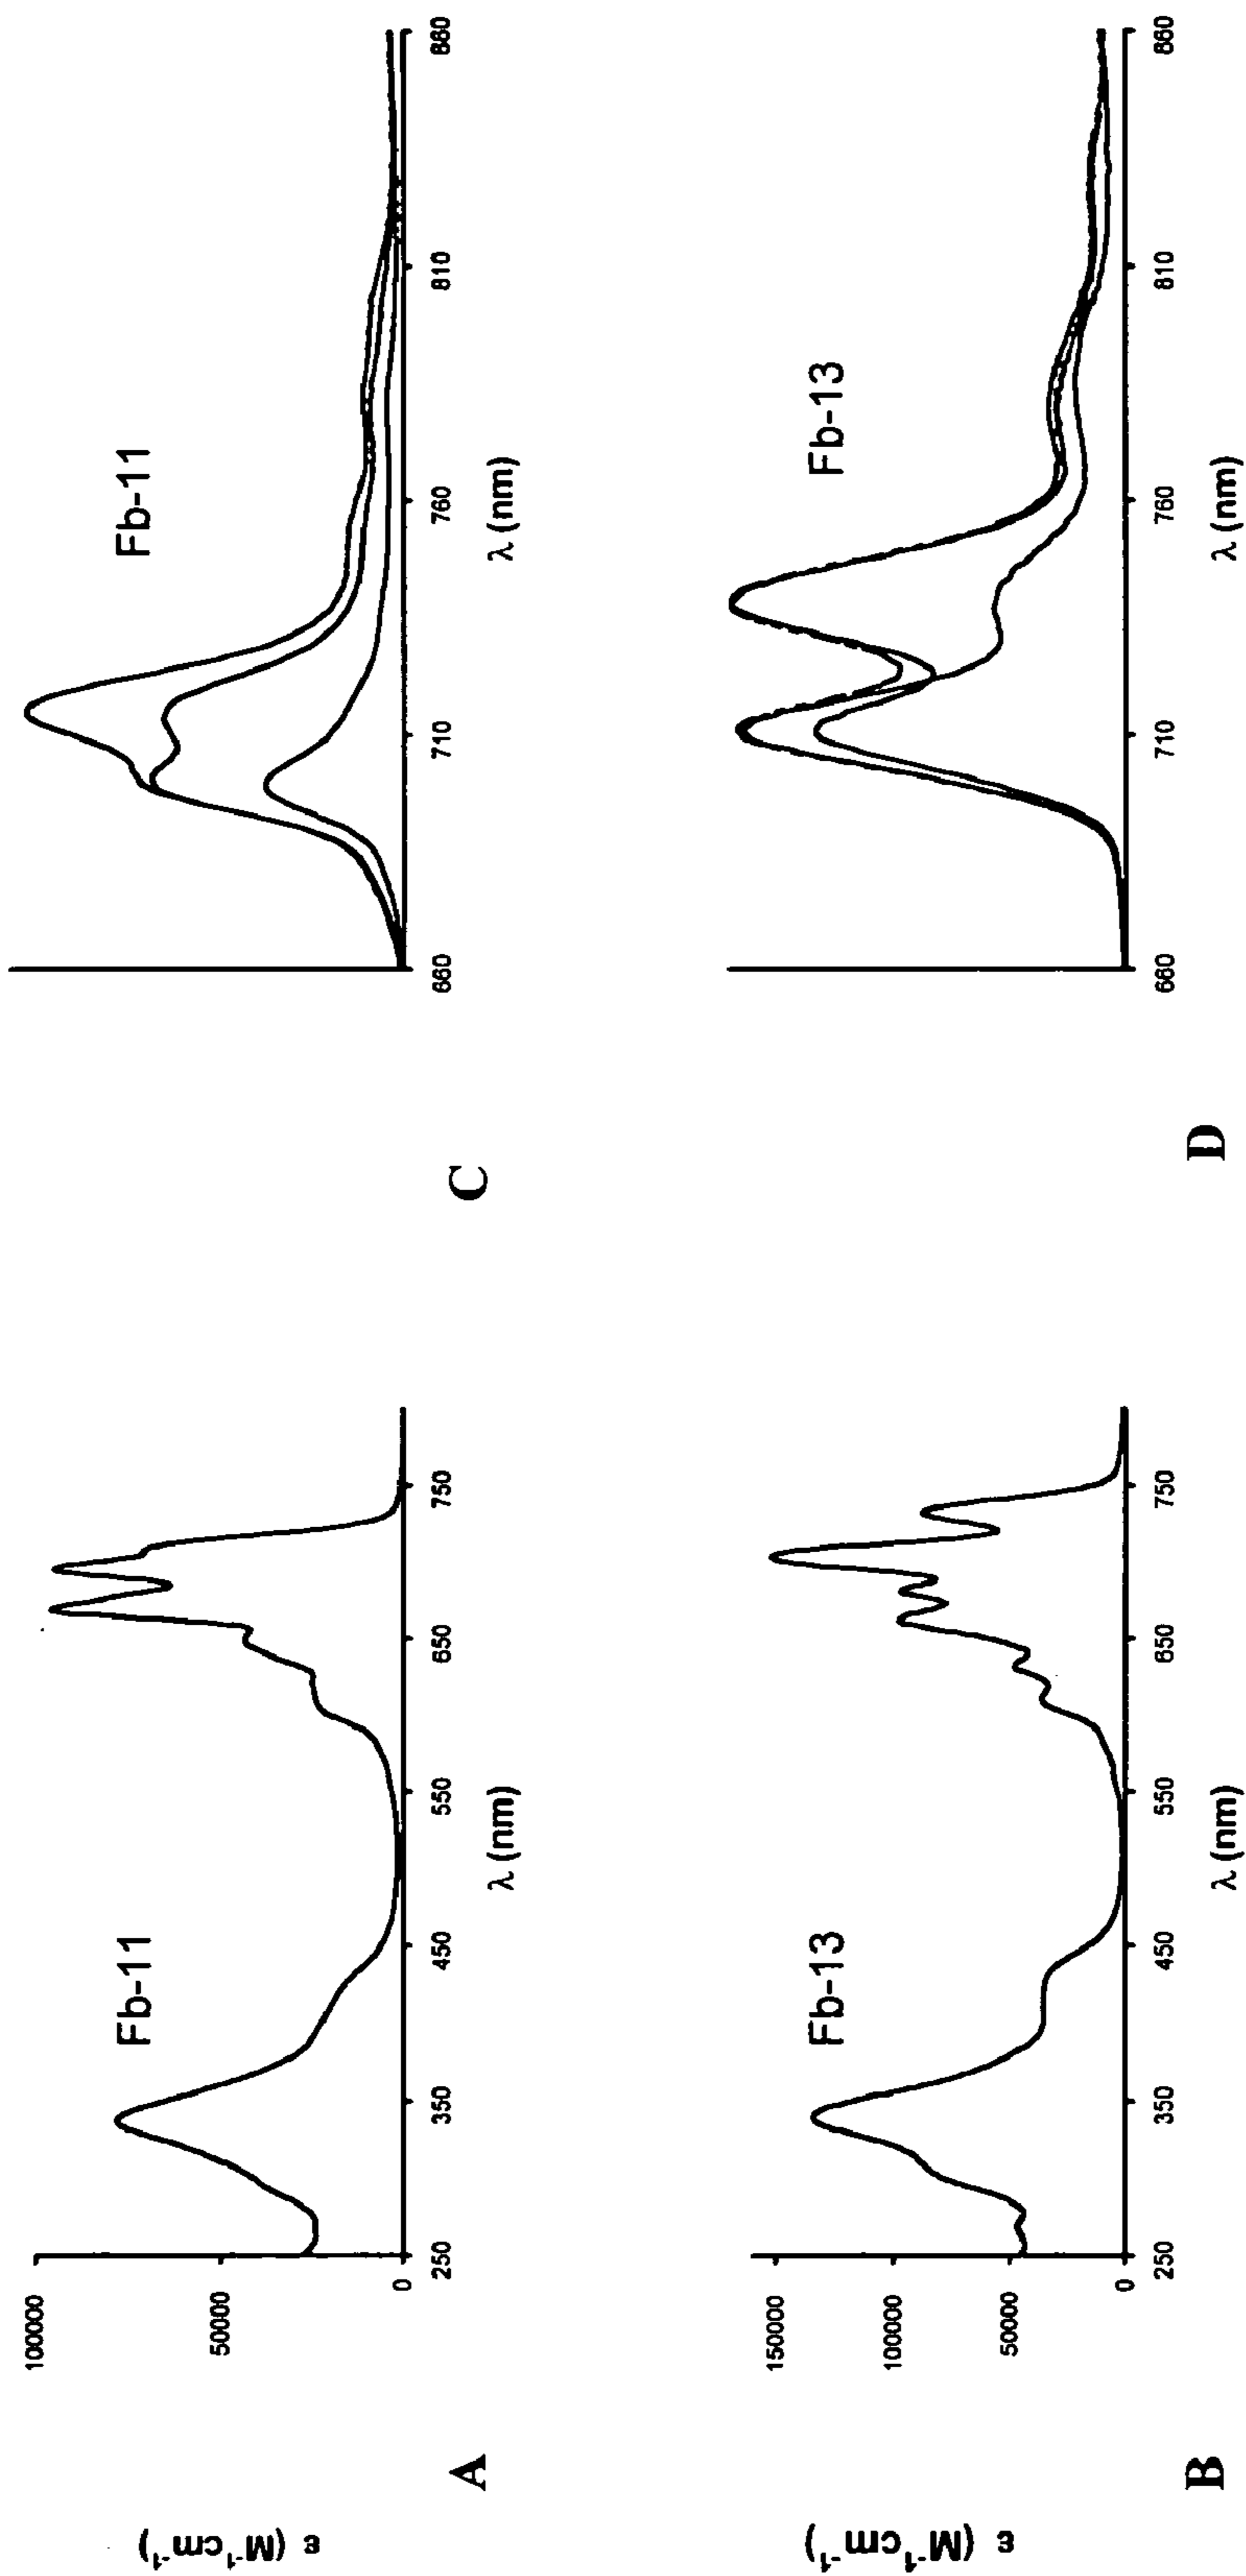 A
ε (M⁻¹cm⁻¹)
100000
50000
0
Fb-11
250
350
450
550
650
750
λ (nm)
C
Fb-11
660
710
760
810
860
λ (nm)
B
ε (M⁻¹cm⁻¹)
150000
100000
50000
0
Fb-13
250
350
450
550
650
750
λ (nm)
D
Fb-13
660
710
760
810
860
λ (nm)